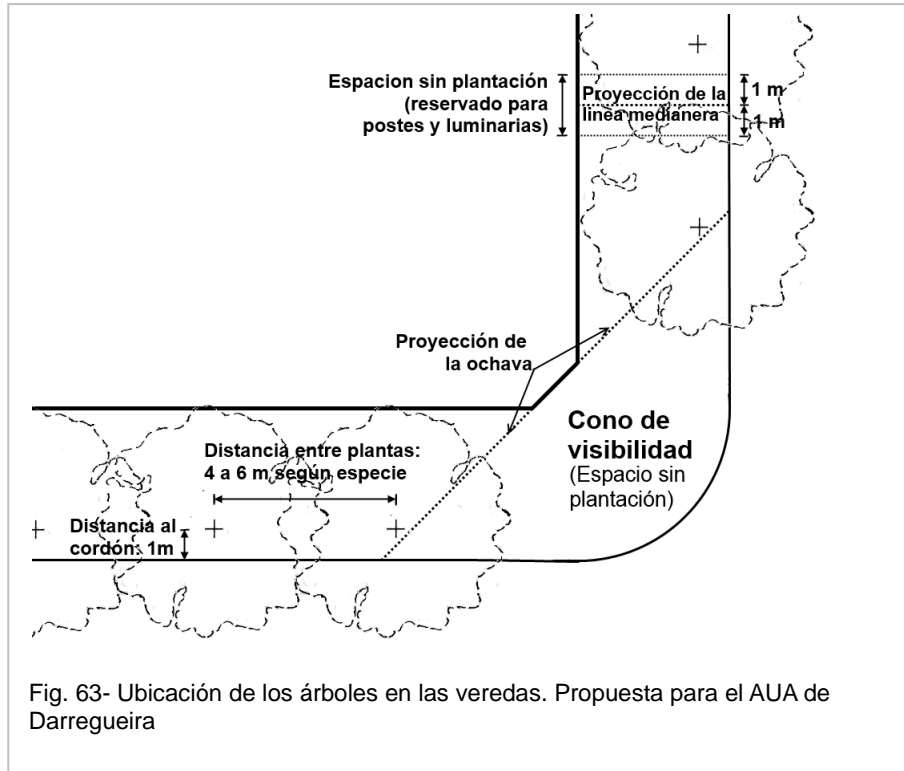 Espacion sin plantación
(reservado para
postes y luminarias)
Proyección de la
linea medianera
1 m
1 m
Proyección de
la ochava
Cono de
visibilidad
(Espacio sin
plantación)
Distancia entre plantas:
4 a 6 m según especie
Distancia al
cordón: 1m
Fig. 63- Ubicación de los árboles en las veredas. Propuesta para el AUA de
Darregueira